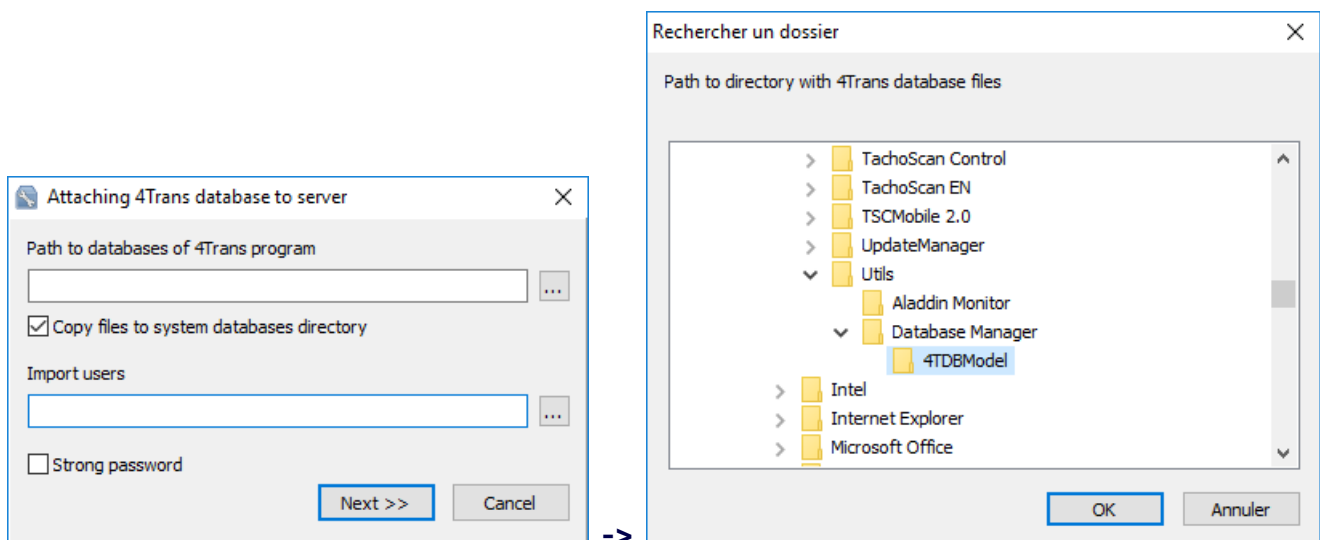 Attaching 4Trans database to server
Path to databases of 4Trans program
...
Copy files to system databases directory
Import users
...
Strong password
Next >>
Cancel
->
Rechercher un dossier
Path to directory with 4Trans database files
TachoScan Control
TachoScan EN
TSCMobile 2.0
UpdateManager
Utils
Aladdin Monitor
Database Manager
4TDBModel
Intel
Internet Explorer
Microsoft Office
OK
Annuler